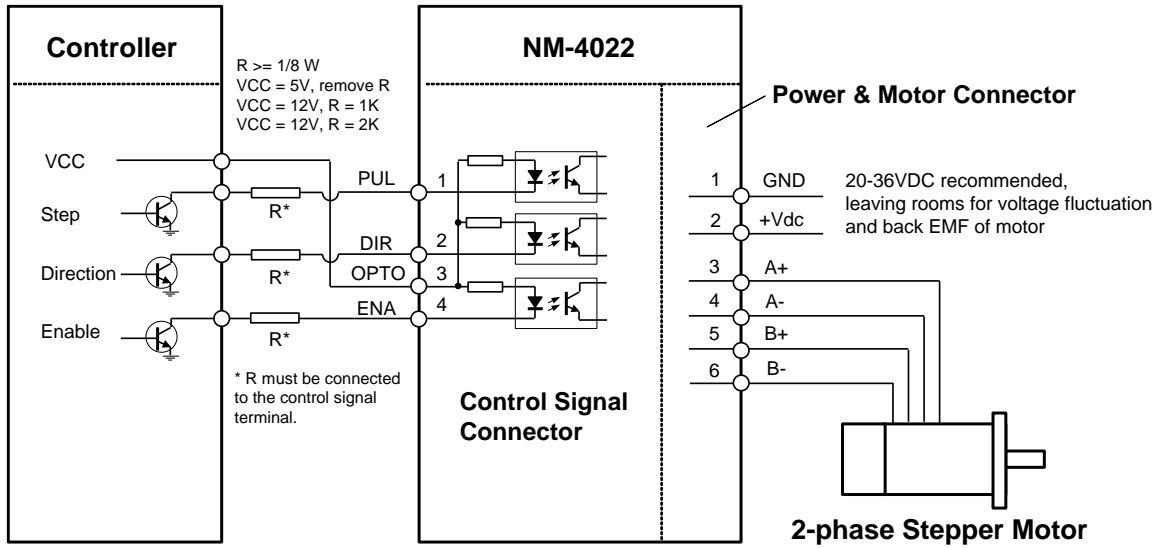 Controller
NM-4022
R >= 1/8 W
VCC = 5V, remove R
VCC = 12V, R = 1K
VCC = 12V, R = 2K
Power & Motor Connector
VCC
Step
Direction
Enable
R*
R*
R*
PUL
DIR
OPTO
ENA
1
2
3
4
* R must be connected
to the control signal
terminal.
Control Signal
Connector
1 GND
2 +Vdc
3 A+
4 A-
5 B+
6 B-
20-36VDC recommended,
leaving rooms for voltage fluctuation
and back EMF of motor
2-phase Stepper Motor